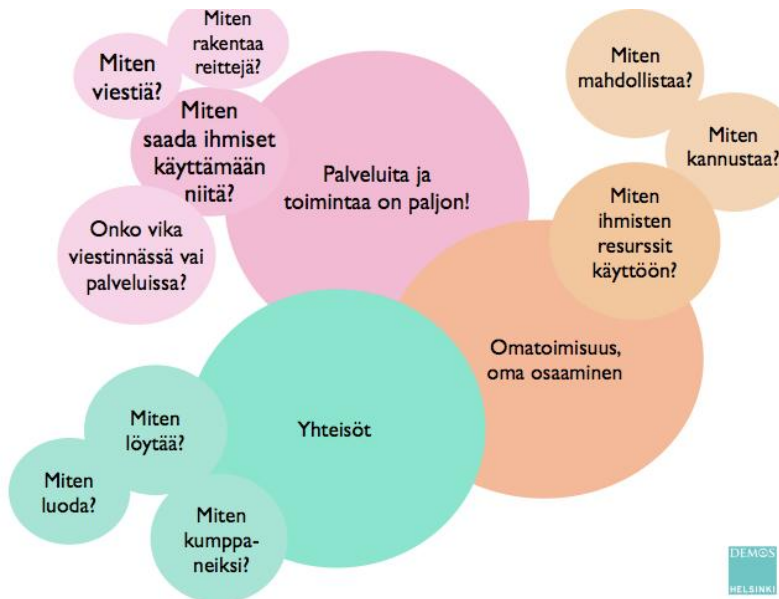 Miten
rakentaa
reittejä?
Miten
viestiä?
Miten
saada ihmiset
käyttämään
niitä?
Onko vika
viestinnässä vai
palveluissa?
Palveluita ja
toimintaa on paljon!
Miten
mahdollistaa?
Miten
kannustaa?
Miten
ihmisten
resurssit
käyttöön?
Omatoimisuus,
oma osaaminen
Yhteisöt
Miten
löytää?
Miten
luoda?
Miten
kumppa-
neiksi?
DEMOS
HELSINKI